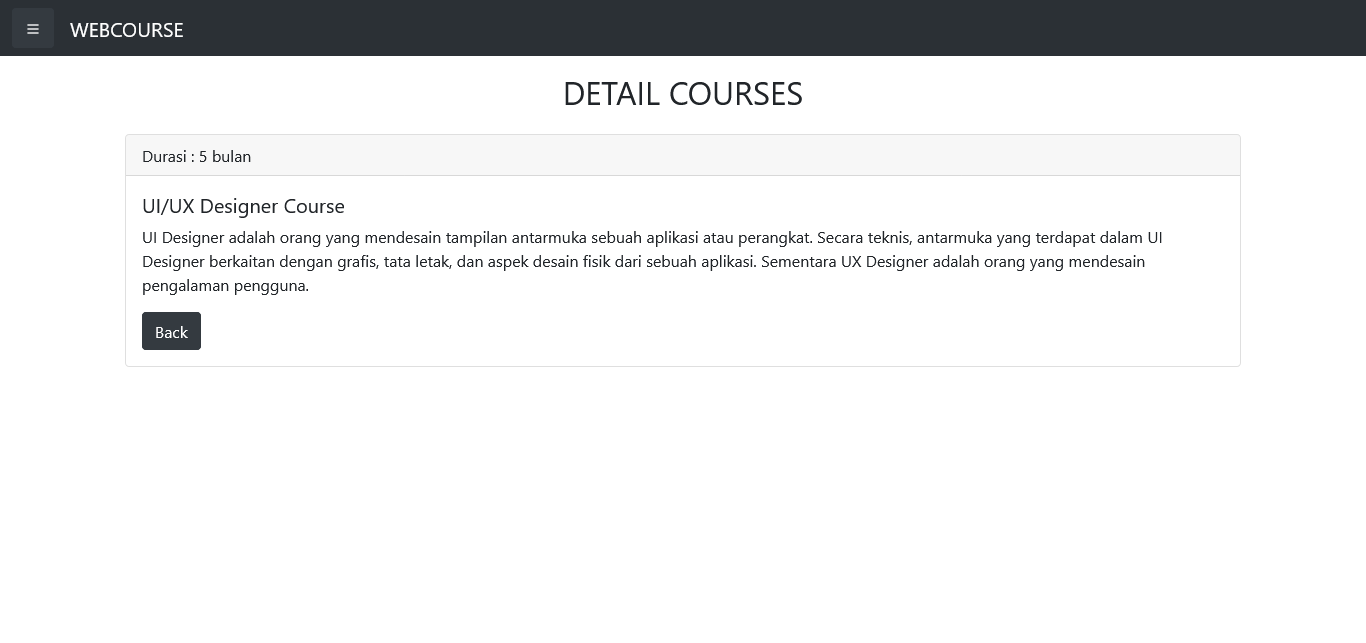 WEBCOURSE
DETAIL COURSES
Durasi : 5 bulan
UI/UX Designer Course
UI Designer adalah orang yang mendesain tampilan antarmuka sebuah aplikasi atau perangkat. Secara teknis, antarmuka yang terdapat dalam UI
Designer berkaitan dengan grafis, tata letak, dan aspek desain fisik dari sebuah aplikasi. Sementara UX Designer adalah orang yang mendesain
pengalaman pengguna.
Back